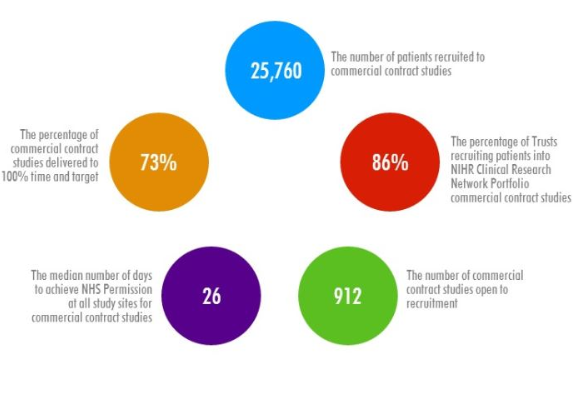 25,760
The number of patients recruited to
commercial contract studies
The percentage of
commercial contract
studies delivered to
100% time and target
73%
86%
The percentage of Trusts
recruiting patients into
NIHR Clinical Research
Network Portfolio
commercial contract studies
The median number of days
to achieve NHS Permission
at all study sites for
commercial contract studies
26
912
The number of commercial
contract studies open to
recruitment